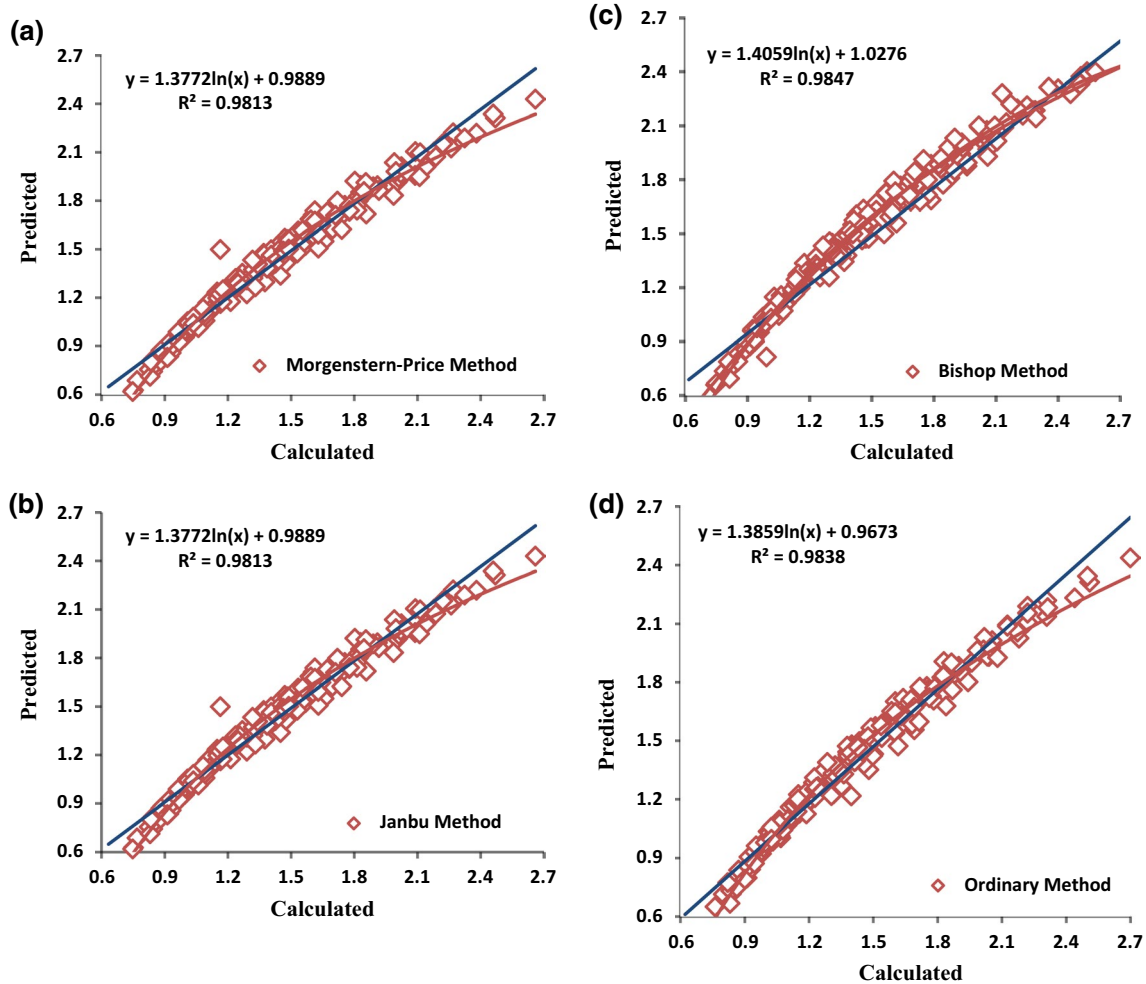 (a)
y = 1.3772ln(x) + 0.9889
R² = 0.9813
Predicted
2.7
2.4
2.1
1.8
1.5
1.2
0.9
0.6
Morgenstern-Price Method
0.6 0.9 1.2 1.5 1.8 2.1 2.4 2.7
Calculated
(b)
y = 1.3772ln(x) + 0.9889
R² = 0.9813
Predicted
2.7
2.4
2.1
1.8
1.5
1.2
0.9
0.6
Janbu Method
0.6 0.9 1.2 1.5 1.8 2.1 2.4 2.7
Calculated
(c)
y = 1.4059ln(x) + 1.0276
R² = 0.9847
Predicted
2.7
2.4
2.1
1.8
1.5
1.2
0.9
0.6
Bishop Method
0.6 0.9 1.2 1.5 1.8 2.1 2.4 2.7
Calculated
(d)
y = 1.3859ln(x) + 0.9673
R² = 0.9838
Predicted
2.7
2.4
2.1
1.8
1.5
1.2
0.9
0.6
Ordinary Method
0.6 0.9 1.2 1.5 1.8 2.1 2.4 2.7
Calculated